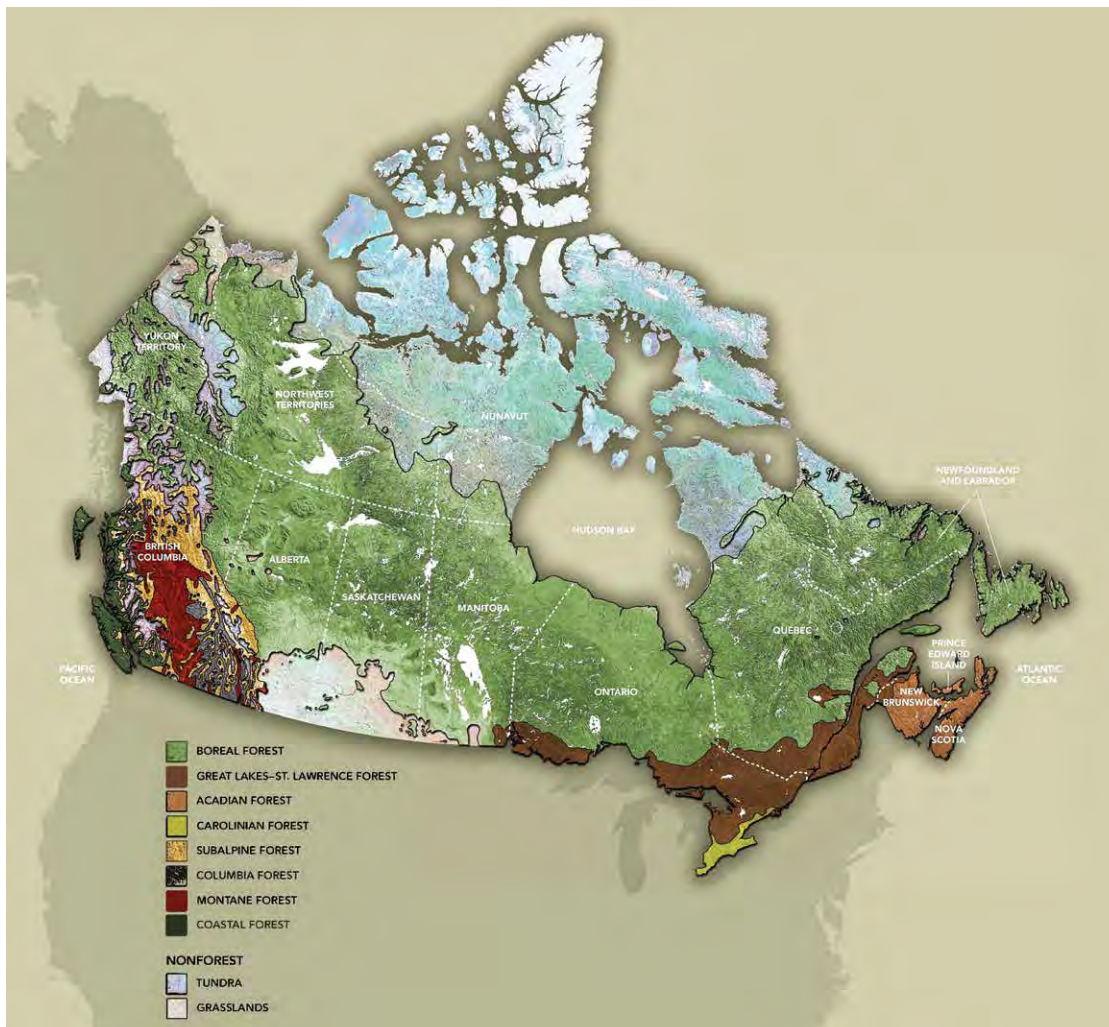 YUKON
TERRITORY
NORTHWEST
TERRITORIES
NUNAVUT
NEWFOUNDLAND
AND LABRADOR
HUDSON BAY
BRITISH
COLUMBIA
ALBERTA
SASKATCHEWAN
MANITOBA
QUEBEC
PRINCE
EDWARD
ISLAND
PACIFIC
OCEAN
ATLANTIC
OCEAN
ONTARIO
NEW
BRUNSWICK
NOVA
SCOTIA
BOREAL FOREST
GREAT LAKES–ST. LAWRENCE FOREST
ACADIAN FOREST
CAROLINIAN FOREST
SUBALPINE FOREST
COLUMBIA FOREST
MONTANE FOREST
COASTAL FOREST
NONFOREST
TUNDRA
GRASSLANDS